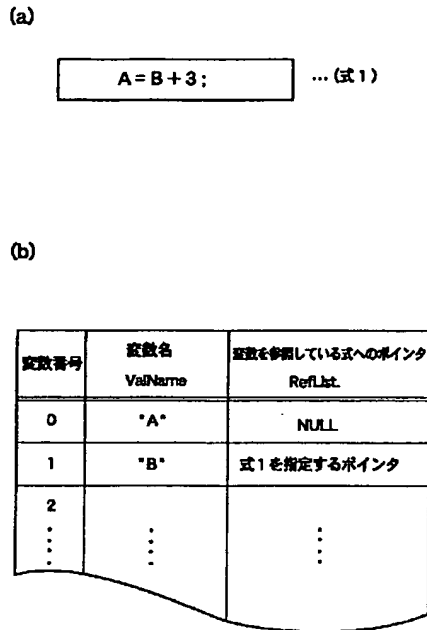 (a)
A = B + 3 ;
… (式1)
(b)
変数番号
変数名
ValName
変数を参照している式へのポインタ
RefList.
0
"A"
NULL
1
"B"
式1を指定するポインタ
2